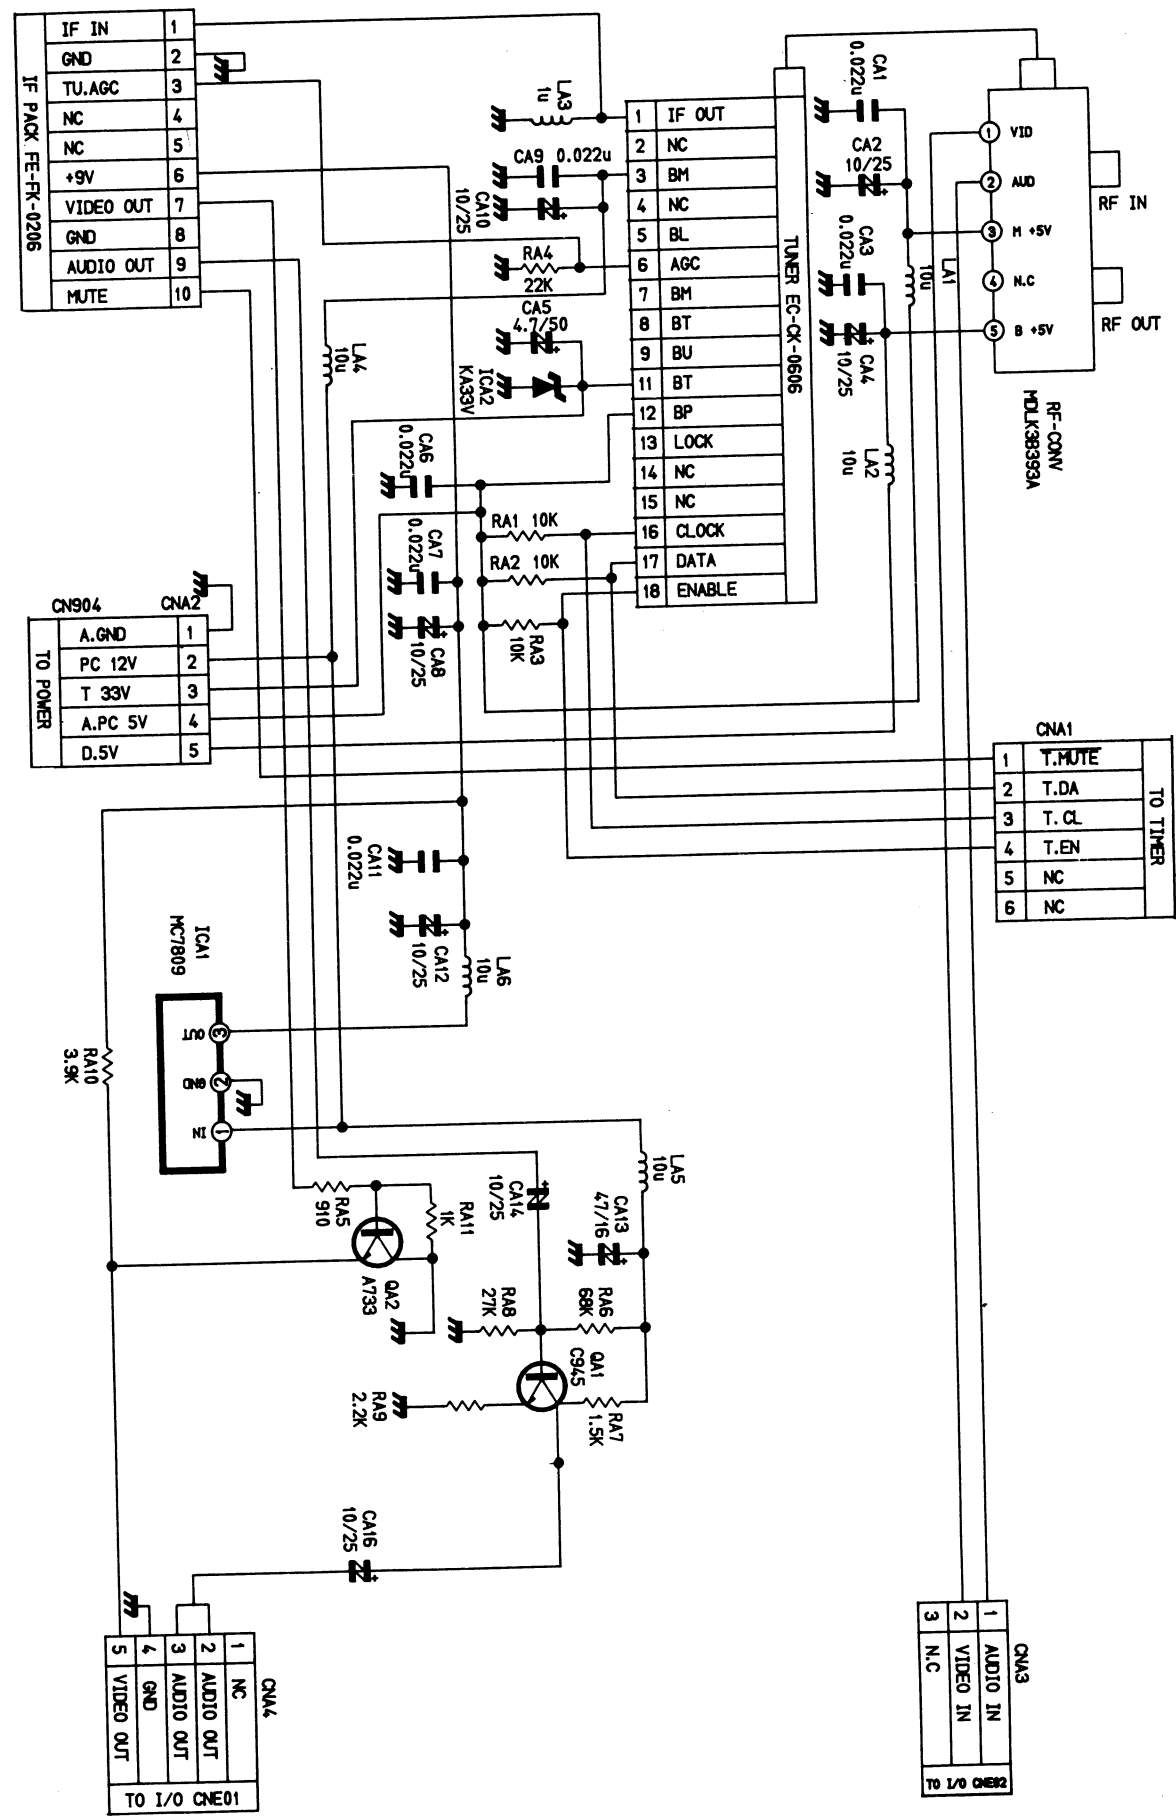 IF PACK FE-FK-0206
IF IN 1
GND 2
TU.AGC 3
NC 4
NC 5
+9V 6
VIDEO OUT 7
GND 8
AUDIO OUT 9
MUTE 10
LA3
1u
CA9 0.022u
CA10
10/25
RA4
22K
CA5
4.7/50
ICA2
KA33V
LA4
10u
TUNER EC-CK-0606
1 IF OUT
2 NC
3 BM
4 NC
5 BL
6 AGC
7 BM
8 BT
9 BU
11 BT
12 BP
13 LOCK
14 NC
15 NC
16 CLOCK
17 DATA
18 ENABLE
CA1
0.022u
CA2
10/25
CA3
0.022u
CA4
10/25
LA1
10u
LA2
10u
1 VID
2 AUD
3 M +5V
4 N.C
5 B +5V
RF IN
RF OUT
RF-CONV
MDLK3B393A
CA6
0.022u
CA7
0.022u
CA8
10/25
RA1 10K
RA2 10K
RA3
10K
CN904
CNA2
TO POWER
A.GND 1
PC 12V 2
T 33V 3
A.PC 5V 4
D.5V 5
CNA1
1 T.MUTE
2 T.DA
3 T.CL
4 T.EN
5 NC
6 NC
TO TIMER
CA11
0.022u
CA12
10/25
LA6
10u
ICA1
MC7809
OUT 3
GND 2
IN 1
RA10
3.9K
LA5
10u
CA13
47/16
CA14
10/25
RA5
910
RA11
1K
QA2
A733
RA8
27K
RA6
68K
QA1
C945
RA7
1.5K
RA9
2.2K
CA16
10/25
CNA4
1 NC
2 AUDIO OUT
3 AUDIO OUT
4 GND
5 VIDEO OUT
TO I/O CNE01
CNA3
1 AUDIO IN
2 VIDEO IN
3 N.C
TO I/O CNE02